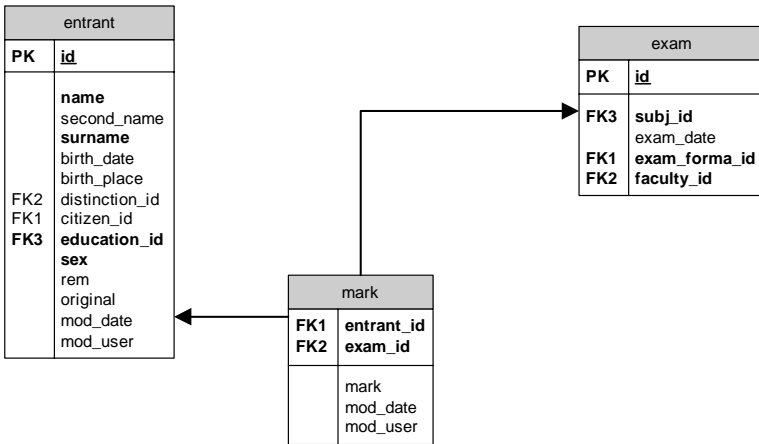 entrant
PK id
name
second_name
surname
birth_date
birth_place
FK2 distinction_id
FK1 citizen_id
FK3 education_id
sex
rem
original
mod_date
mod_user
exam
PK id
FK3 subj_id
exam_date
FK1 exam_forma_id
FK2 faculty_id
mark
FK1 entrant_id
FK2 exam_id
mark
mod_date
mod_user